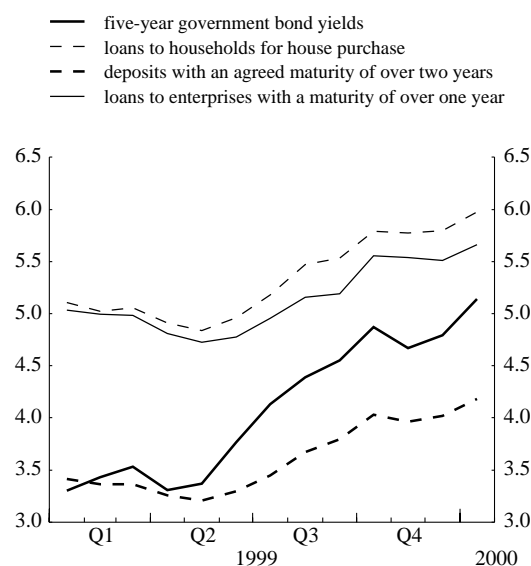 five-year government bond yields
loans to households for house purchase
deposits with an agreed maturity of over two years
loans to enterprises with a maturity of over one year
6.5 6.5
6.0 6.0
5.5 5.5
5.0 5.0
4.5 4.5
4.0 4.0
3.5 3.5
3.0 3.0
Q1 Q2 Q3 Q4
1999 2000